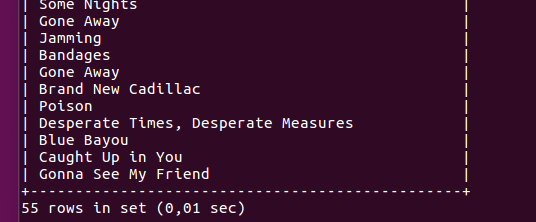 | Some Nights |
| Gone Away |
| Jamming |
| Bandages |
| Gone Away |
| Brand New Cadillac |
| Poison |
| Desperate Times, Desperate Measures |
| Blue Bayou |
| Caught Up in You |
| Gonna See My Friend |
+------------------------------------------------+
55 rows in set (0,01 sec)